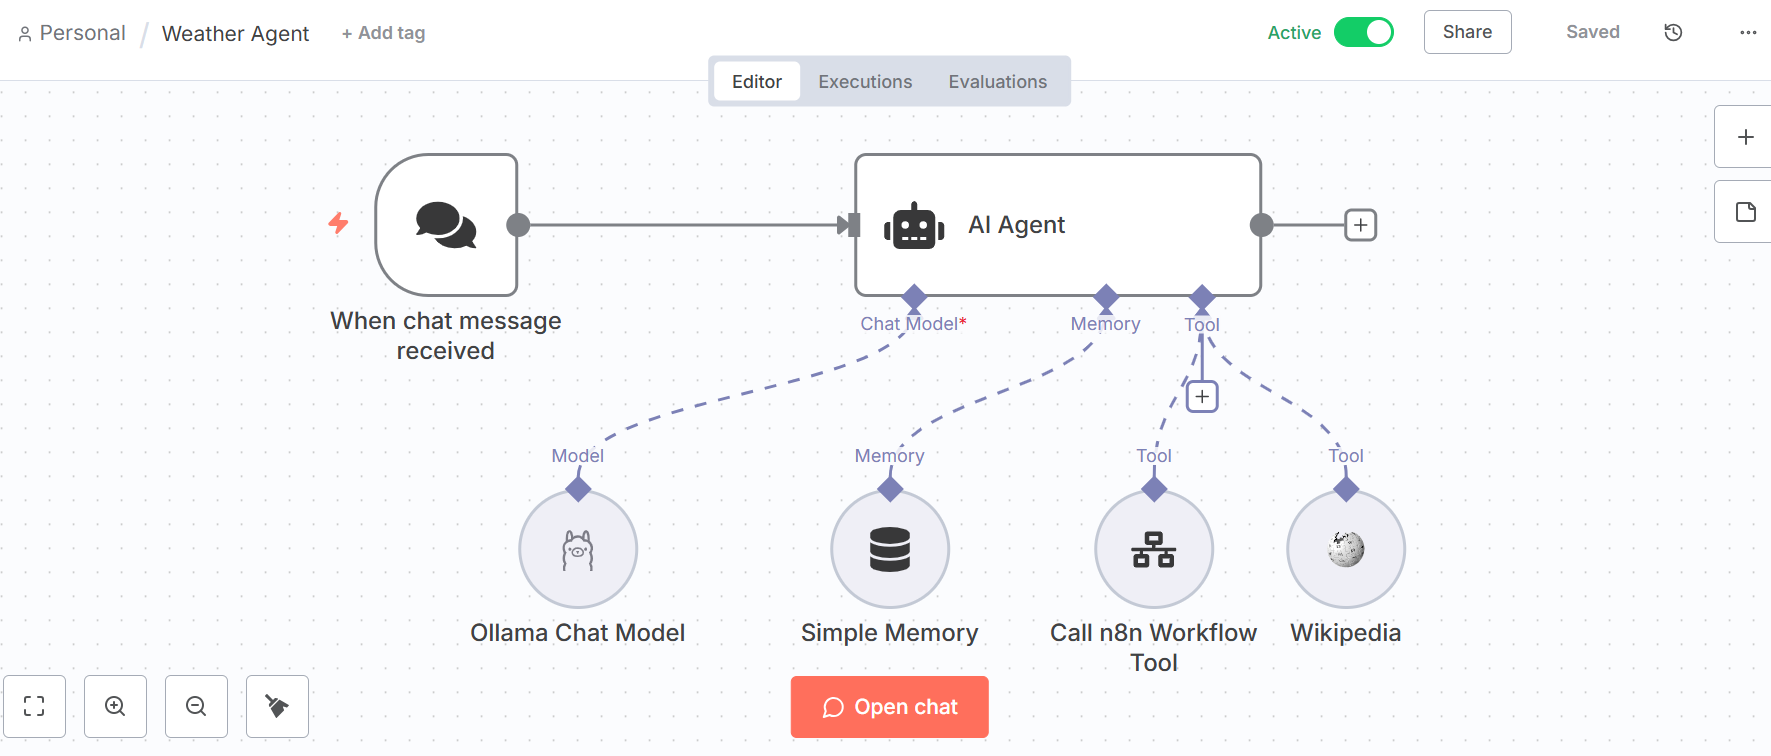 Personal / Weather Agent + Add tag
Active Share Saved
Editor Executions Evaluations
AI Agent
When chat message
received
Chat Model* Memory Tool
Model Memory Tool Tool
Ollama Chat Model
Simple Memory
Call n8n Workflow
Tool
Wikipedia
Open chat